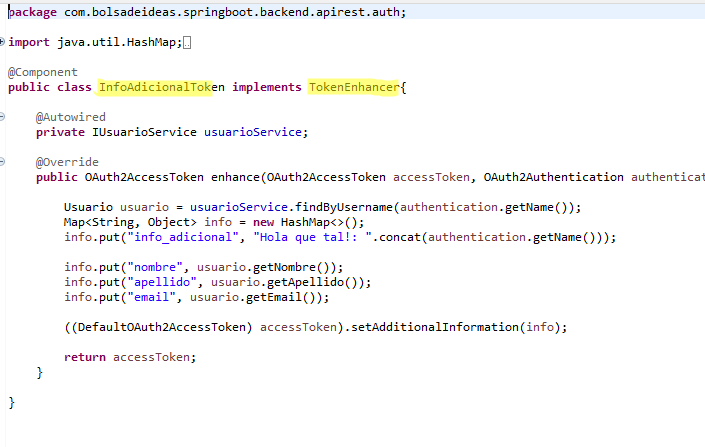 package com.bolsadeideas.springboot.backend.apirest.auth;
import java.util.HashMap;
@Component
public class InfoAdicionalToken implements TokenEnhancer{
@Autowired
private IUsuarioService usuarioService;
@Override
public OAuth2AccessToken enhance(OAuth2AccessToken accessToken, OAuth2Authentication authenticat
Usuario usuario = usuarioService.findByUsername(authentication.getName());
Map<String, Object> info = new HashMap<>();
info.put("info_adicional", "Hola que tal!: ".concat(authentication.getName()));
info.put("nombre", usuario.getNombre());
info.put("apellido", usuario.getApellido());
info.put("email", usuario.getEmail());
((DefaultOAuth2AccessToken) accessToken).setAdditionalInformation(info);
return accessToken;
}
}